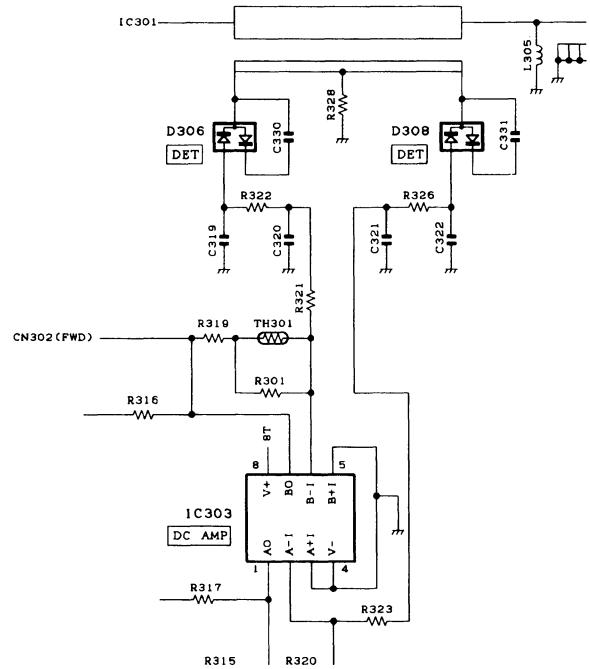 IC301
L305
R328
D306
DET
C330
D308
DET
C331
R322
R326
C319
C320
C321
C322
R321
CN302(FWD)
R319
TH301
R301
R316
8T
8
5
V+
BO
B-I
B+I
IC303
DC AMP
AO
A-I
A+I
V-
1
4
R317
R323
R315
R320